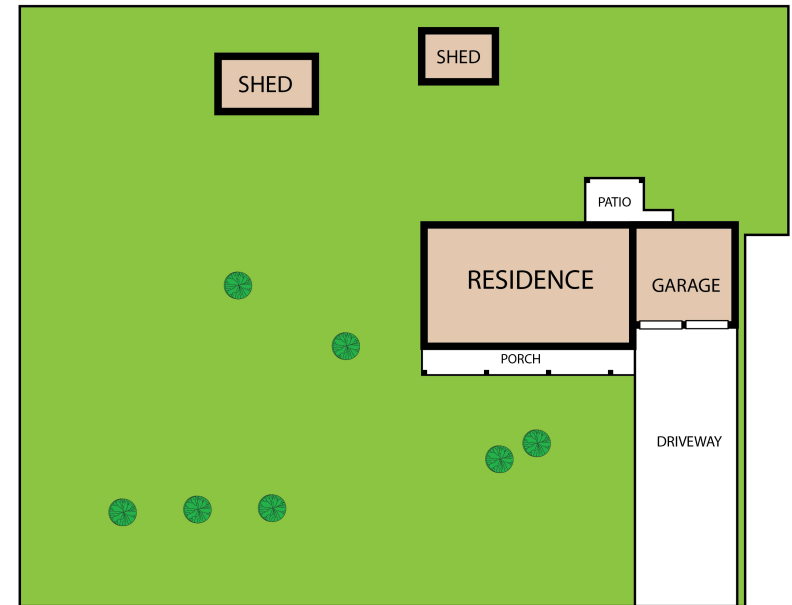 SHED
SHED
PATIO
RESIDENCE
GARAGE
PORCH
DRIVEWAY